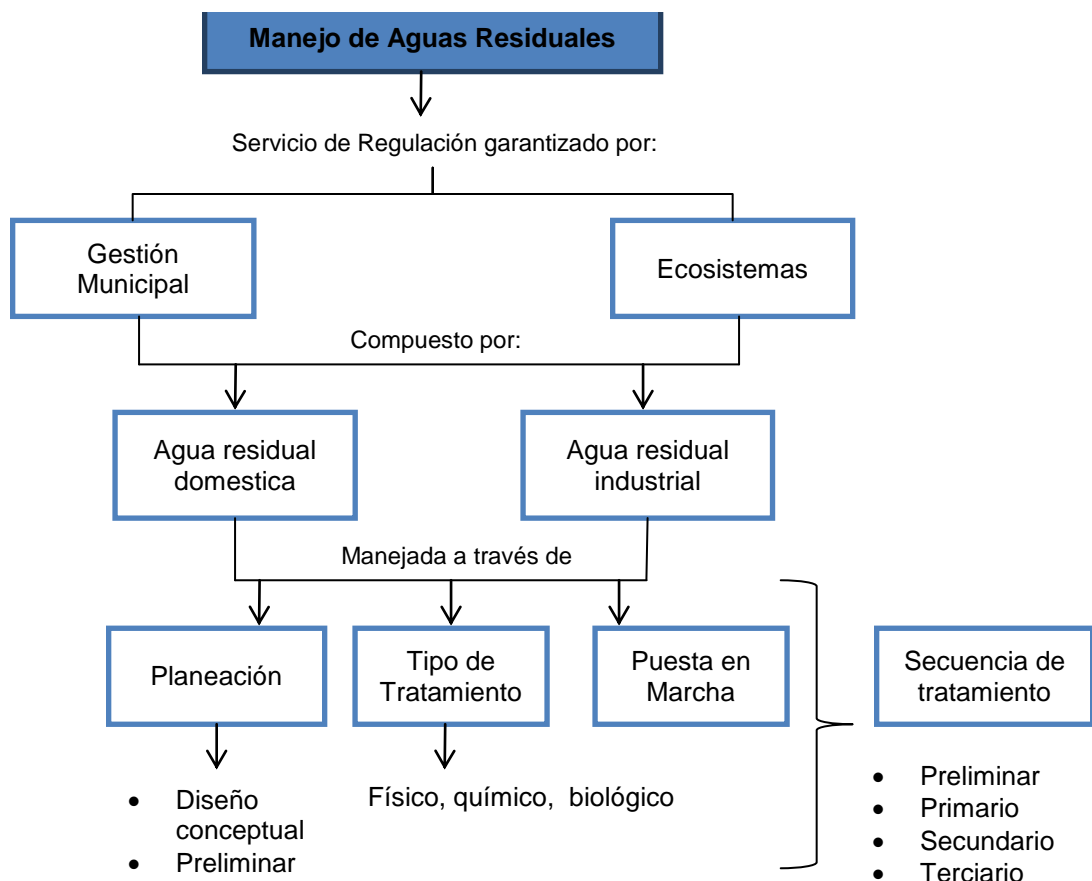 Manejo de Aguas Residuales
Servicio de Regulación garantizado por:
Gestión
Municipal
Ecosistemas
Compuesto por:
Agua residual
domestica
Agua residual
industrial
Manejada a través de
Planeación
Tipo de
Tratamiento
Puesta en
Marcha
Secuencia de
tratamiento
• Diseño
conceptual
• Preliminar
Físico, químico, biológico
• Preliminar
• Primario
• Secundario
• Terciario